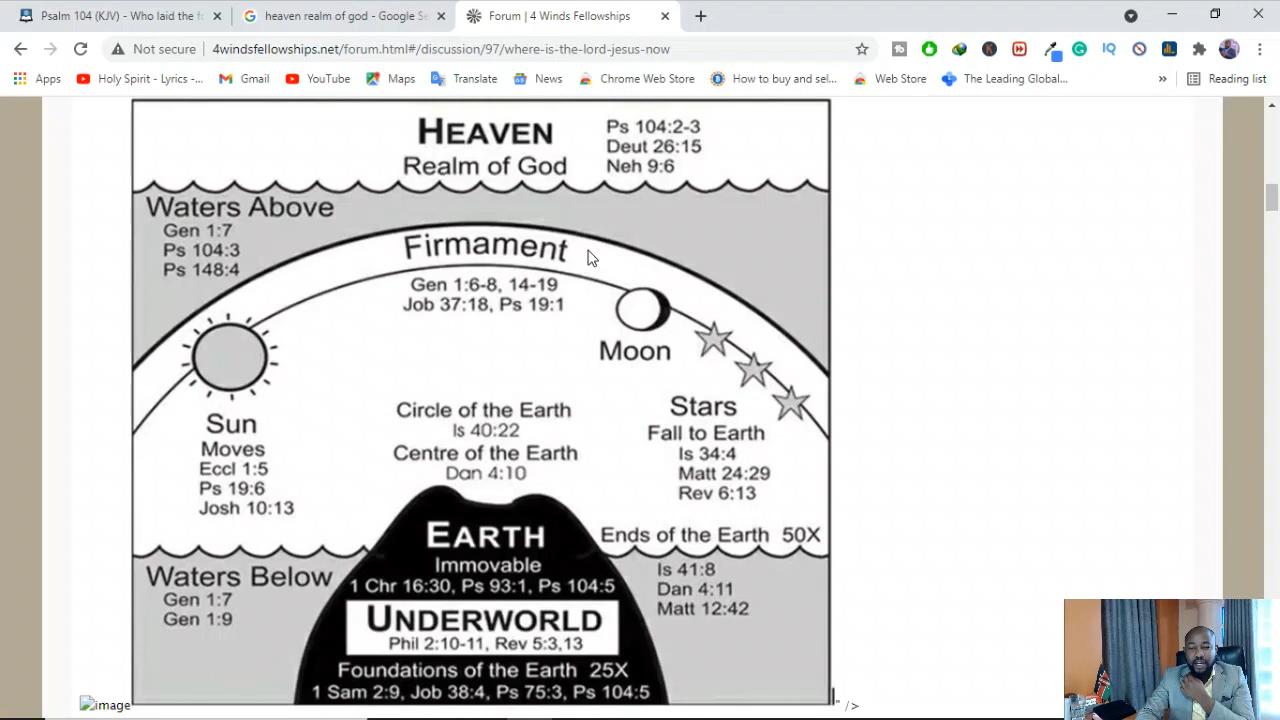 Psalm 104 (KJV) - Who laid the fo
heaven realm of god - Google Se
Forum | 4 Winds Fellowships
Not secure
4windsfellowships.net/forum.html#/discussion/97/where-is-the-lord-jesus-now
Apps
Holy Spirit - Lyrics -...
Gmail
YouTube
Maps
Translate
News
Chrome Web Store
How to buy and sel...
Web Store
The Leading Global...
»
Reading list
HEAVEN
Realm of God
Ps 104:2-3
Deut 26:15
Neh 9:6
Waters Above
Gen 1:7
Ps 104:3
Ps 148:4
Firmament
Gen 1:6-8, 14-19
Job 37:18, Ps 19:1
Moon
Sun
Moves
Eccl 1:5
Ps 19:6
Josh 10:13
Circle of the Earth
Is 40:22
Centre of the Earth
Dan 4:10
Stars
Fall to Earth
Is 34:4
Matt 24:29
Rev 6:13
EARTH
Immovable
1 Chr 16:30, Ps 93:1, Ps 104:5
Ends of the Earth 50X
Is 41:8
Dan 4:11
Matt 12:42
Waters Below
Gen 1:7
Gen 1:9
UNDERWORLD
Phil 2:10-11, Rev 5:3,13
Foundations of the Earth 25X
1 Sam 2:9, Job 38:4, Ps 75:3, Ps 104:5
image
" />